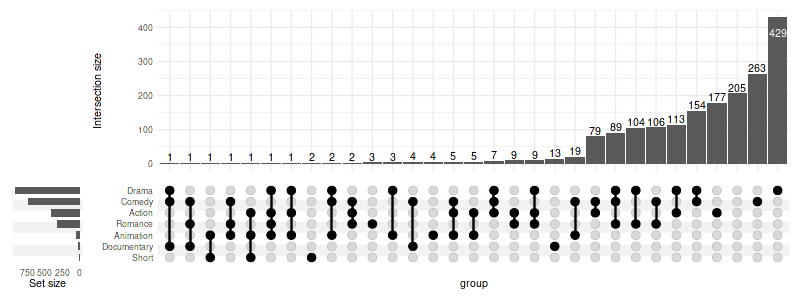 Intersection size
400
300
200
100
0
1 1 1 1 1 1 1 2 2 2 3 3 4 4 5 5 7 9 9 13 19 79 89 104 106 113 154 177 205 263 429
Drama
Comedy
Action
Romance
Animation
Documentary
Short
750 500 250 0
Set size
group